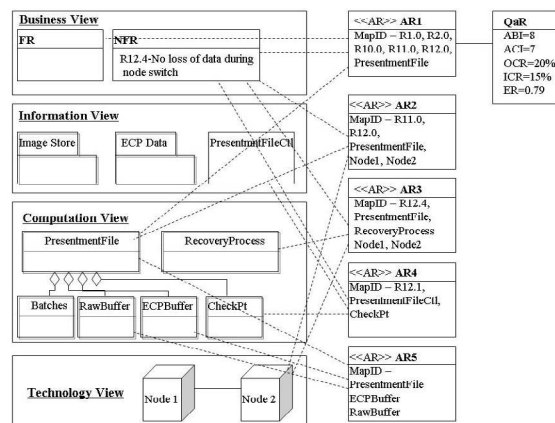 Business View
FR
NFR
R12.4-No loss of data during
node switch
Information View
Image Store
ECP Data
PresentmentFileCtl
Computation View
PresentmentFile
RecoveryProcess
Batches
RawBuffer
ECPBuffer
CheckPt
Technology View
Node 1
Node 2
<<AR>> AR1
MapID – R1.0, R2.0,
R10.0, R11.0, R12.0,
PresentmentFile
<<AR>> AR2
MapID – R11.0,
R12.0,
PresentmentFile,
Node1, Node2
<<AR>> AR3
MapID – R12.4,
PresentmentFile,
RecoveryProcess
Node1, Node2
<<AR>> AR4
MapID – R12.1,
PresentmentFileCtl,
CheckPt
<<AR>> AR5
MapID –
PresentmentFile
ECPBuffer
RawBuffer
QaR
ABI=8
ACI=7
OCR=20%
ICR=15%
ER=0.79